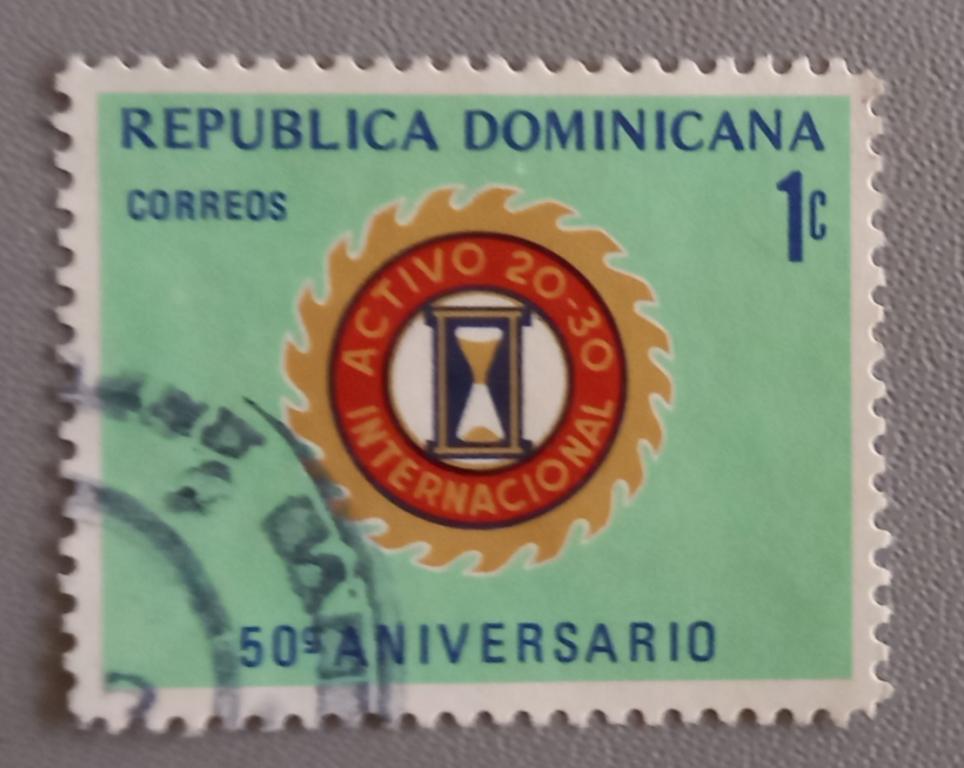 REPUBLICA DOMINICANA
CORREOS
1c
ACTIVO 20-30
INTERNACIONAL
50º ANIVERSARIO